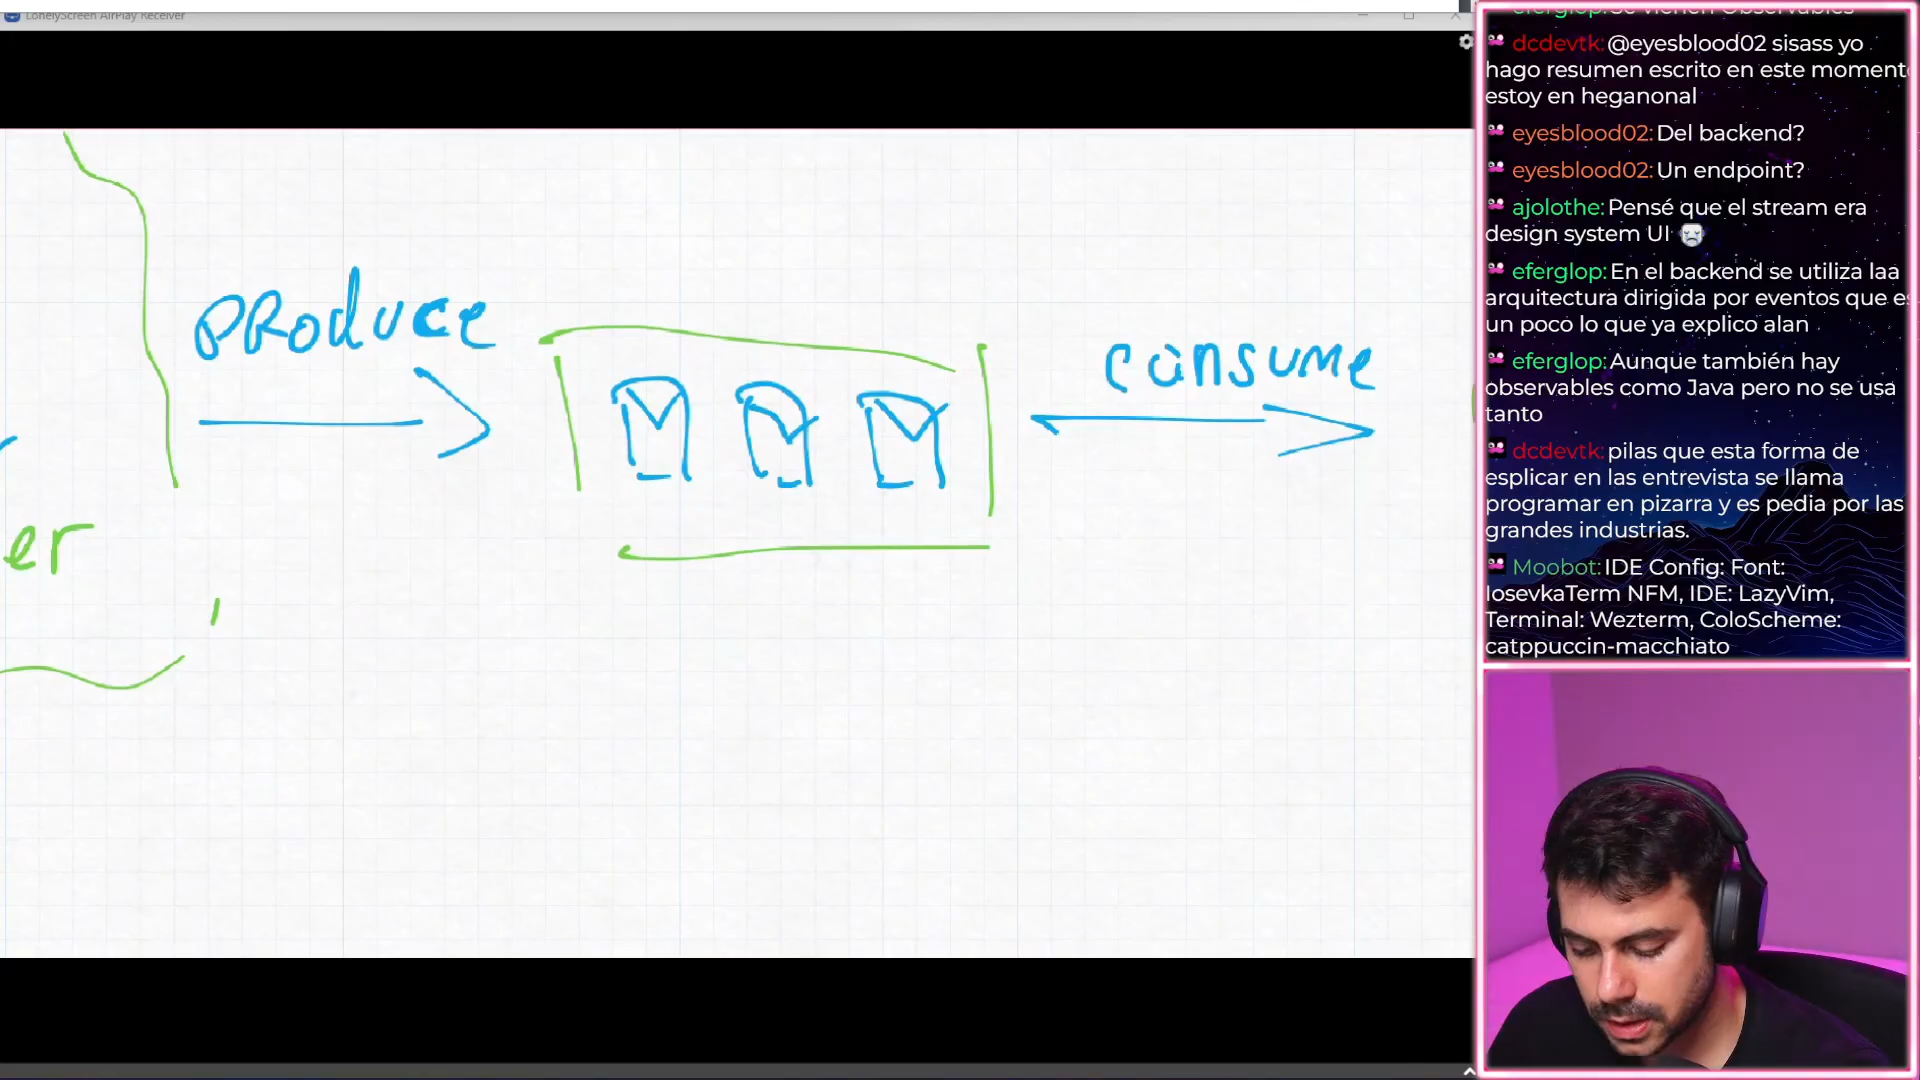 LonelyScreen AirPlay Receiver
PRoduce
consume
er
eferglop: Se vienen Observables
dcdevtk: @eyesblood02 sisass yo
hago resumen escrito en este moment
estoy en heganonal
eyesblood02: Del backend?
eyesblood02: Un endpoint?
ajolothe: Pensé que el stream era
design system UI
eferglop: En el backend se utiliza laa
arquitectura dirigida por eventos que e
un poco lo que ya explico alan
eferglop: Aunque también hay
observables como Java pero no se usa
tanto
dcdevtk: pilas que esta forma de
esplicar en las entrevista se llama
programar en pizarra y es pedia por las
grandes industrias.
Moobot: IDE Config: Font:
IosevkaTerm NFM, IDE: LazyVim,
Terminal: Wezterm, ColoScheme:
catppuccin-macchiato